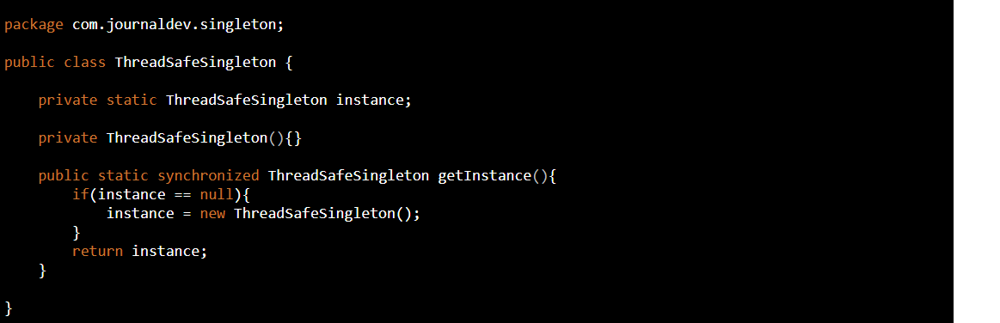 package com.journaldev.singleton;
public class ThreadSafeSingleton {
private static ThreadSafeSingleton instance;
private ThreadSafeSingleton(){}
public static synchronized ThreadSafeSingleton getInstance(){
if(instance == null){
instance = new ThreadSafeSingleton();
}
return instance;
}
}